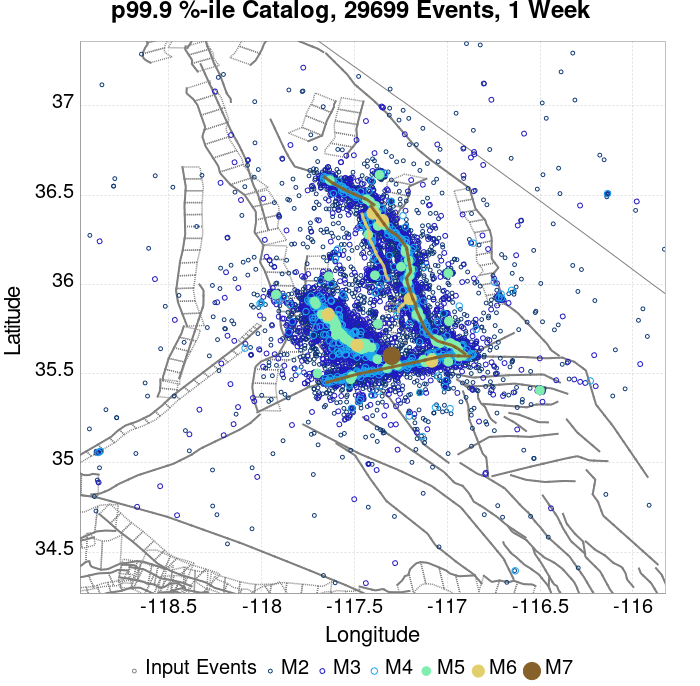 p99.9 %-ile Catalog, 29699 Events, 1 Week
37
36.5
36
35.5
35
34.5
Latitude
-118.5 -118 -117.5 -117 -116.5 -116
Longitude
Input Events M2 M3 M4 M5 M6 M7